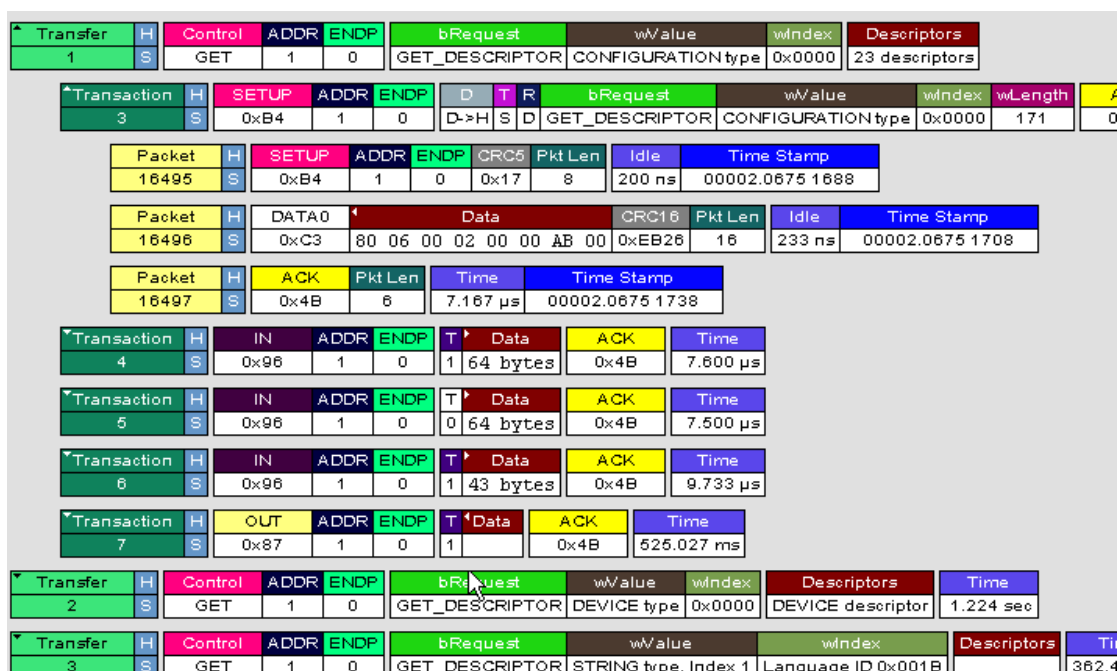 Transfer H Control ADDR ENDP bRequest wValue wIndex Descriptors
1 S GET 1 0 GET_DESCRIPTOR CONFIGURATION type 0x0000 23 descriptors
Transaction H SETUP ADDR ENDP D T R bRequest wValue wIndex wLength
3 S 0xB4 1 0 D->H S D GET_DESCRIPTOR CONFIGURATION type 0x0000 171
Packet H SETUP ADDR ENDP CRC5 Pkt Len Idle Time Stamp
16495 S 0xB4 1 0 0x17 8 200 ns 00002.0675 1688
Packet H DATA0 Data CRC16 Pkt Len Idle Time Stamp
16496 S 0xC3 80 06 00 02 00 00 AB 00 0xEB26 16 233 ns 00002.0675 1708
Packet H ACK Pkt Len Time Time Stamp
16497 S 0x4B 6 7.167 µs 00002.0675 1738
Transaction H IN ADDR ENDP T Data ACK Time
4 S 0x96 1 0 1 64 bytes 0x4B 7.600 µs
Transaction H IN ADDR ENDP T Data ACK Time
5 S 0x96 1 0 0 64 bytes 0x4B 7.500 µs
Transaction H IN ADDR ENDP T Data ACK Time
6 S 0x96 1 0 1 43 bytes 0x4B 9.733 µs
Transaction H OUT ADDR ENDP T Data ACK Time
7 S 0x87 1 0 1 0x4B 525.027 ms
Transfer H Control ADDR ENDP bRequest wValue wIndex Descriptors Time
2 S GET 1 0 GET_DESCRIPTOR DEVICE type 0x0000 DEVICE descriptor 1.224 sec
Transfer H Control ADDR ENDP bRequest wValue wIndex Descriptors
3 S GET 1 0 GET_DESCRIPTOR STRING type, Index 1 Language ID 0x001B 362.4